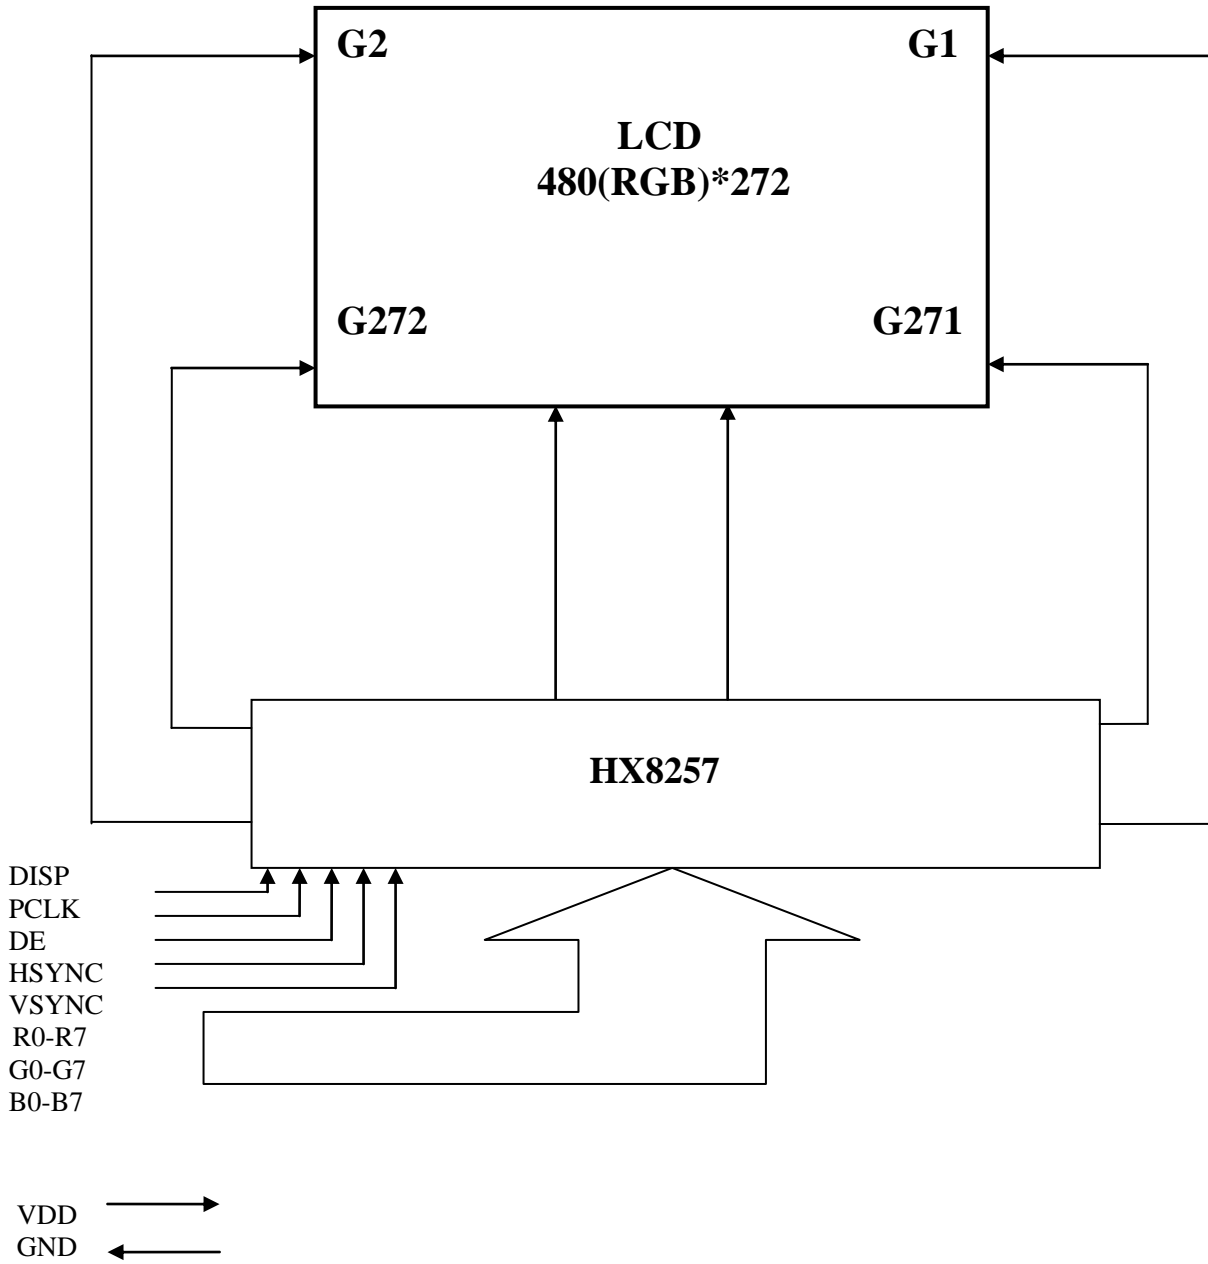 G2 G1
LCD
480(RGB)*272
G272 G271
HX8257
DISP
PCLK
DE
HSYNC
VSYNC
R0-R7
G0-G7
B0-B7
VDD
GND